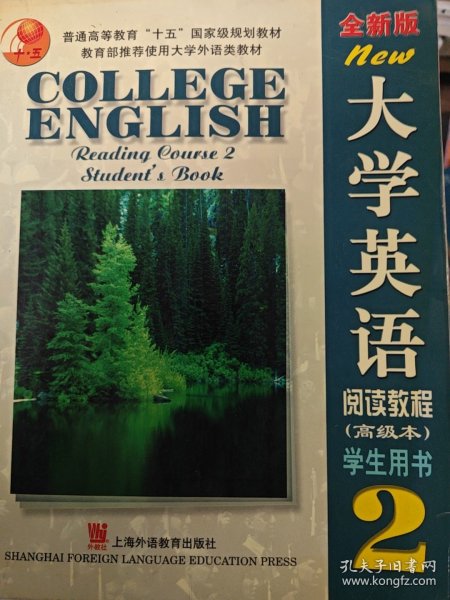 普通高等教育“十五”国家级规划教材
教育部推荐使用大学外语类教材
十·五
COLLEGE
ENGLISH
Reading Course 2
Student's Book
全新版
New
大学英语
阅读教程
(高级本)
学生用书
2
外教社
上海外语教育出版社
SHANGHAI FOREIGN LANGUAGE EDUCATION PRESS
孔夫子旧书网
www.kongfz.com